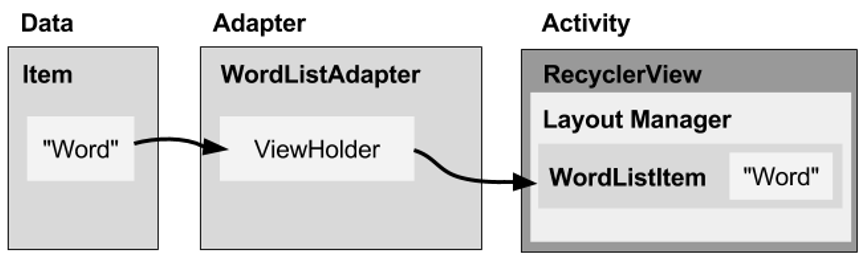 Data
Item
"Word"
Adapter
WordListAdapter
ViewHolder
Activity
RecyclerView
Layout Manager
WordListItem "Word"